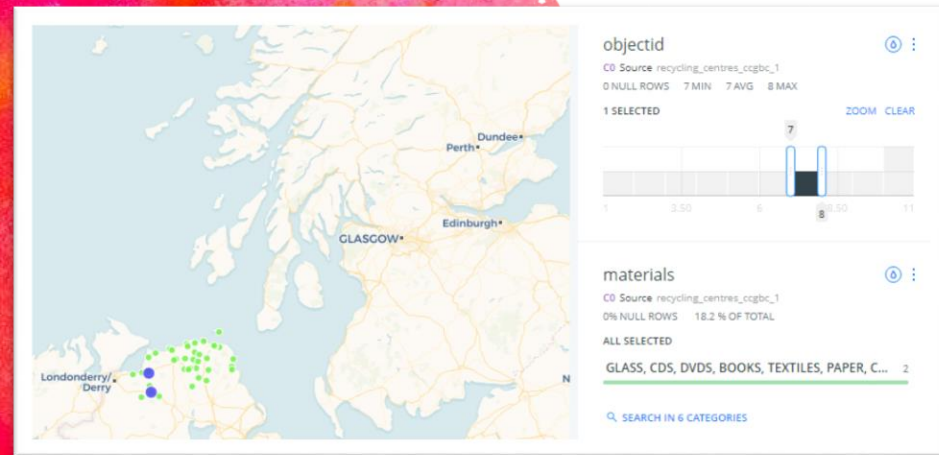 Dundee
Perth
Edinburgh
GLASGOW
Londonderry/
Derry
N
objectid
C0 Source recycling_centres_ccgbc_1
0 NULL ROWS 7 MIN 7 AVG 8 MAX
1 SELECTED ZOOM CLEAR
7
1 3.50 6 8.50 11
8
materials
C0 Source recycling_centres_ccgbc_1
0% NULL ROWS 18.2 % OF TOTAL
ALL SELECTED
GLASS, CDS, DVDS, BOOKS, TEXTILES, PAPER, C... 2
SEARCH IN 6 CATEGORIES